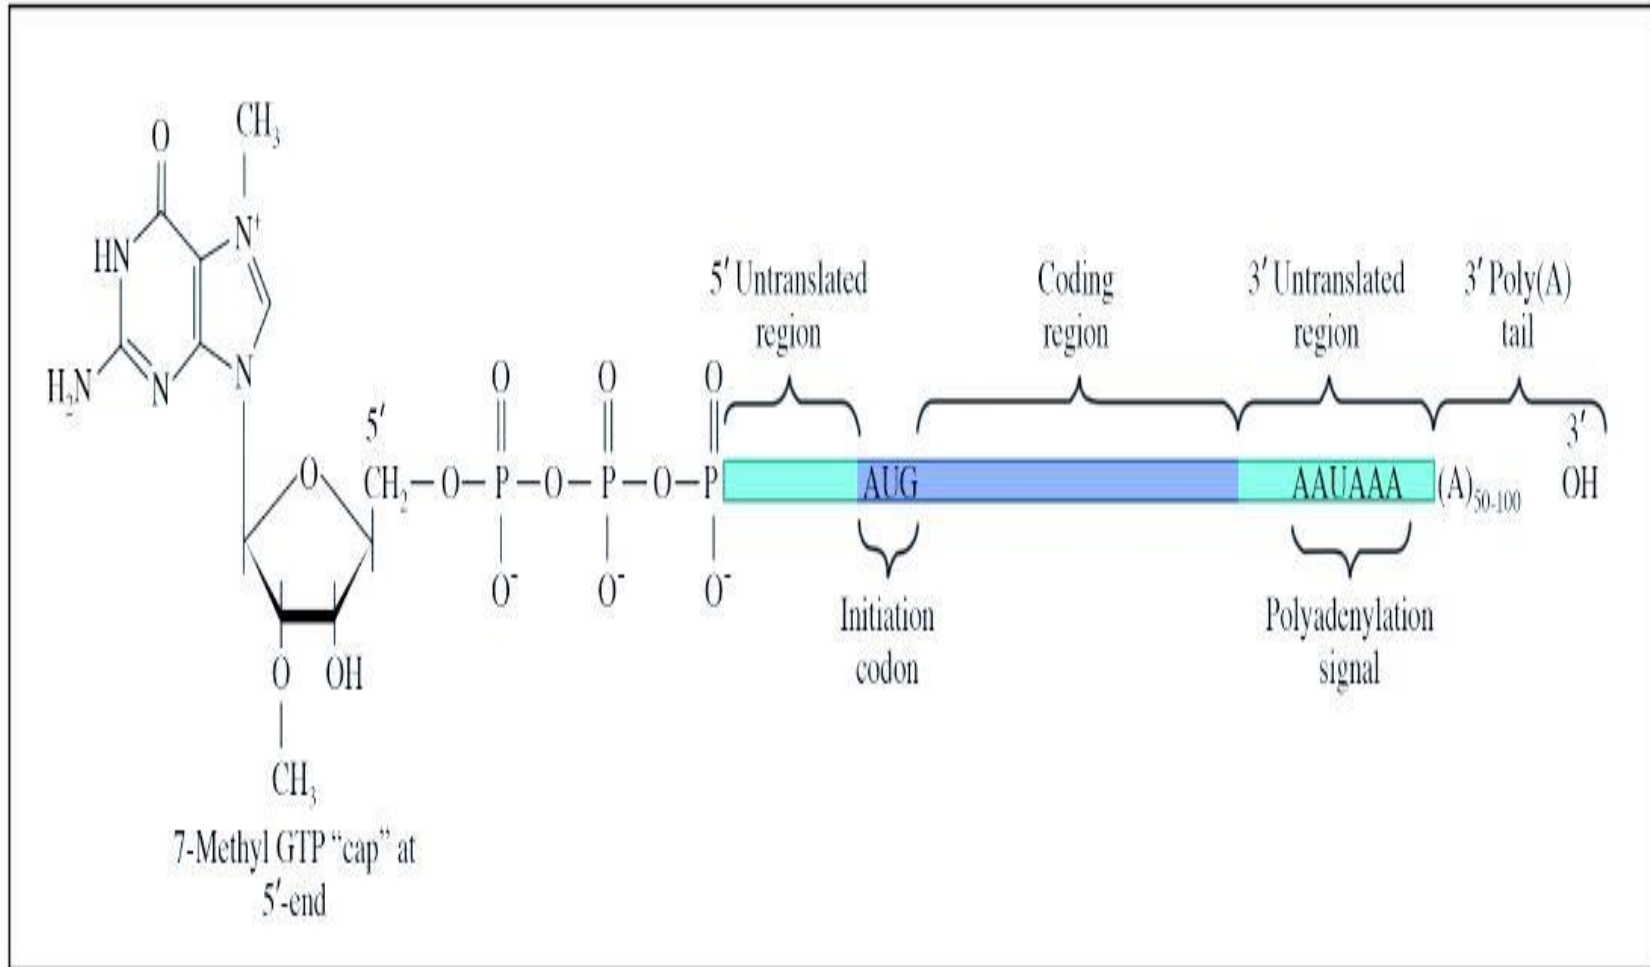 O
CH₃
N⁺
HN
H₂N
N
N
5′
O
CH₂–O–P–O–P–O–P
O
O
O
O⁻
O⁻
O⁻
O
OH
CH₃
7-Methyl GTP “cap” at
5′-end
5′ Untranslated
region
Coding
region
3′ Untranslated
region
3′ Poly(A)
tail
AUG
AAUAAA
(A)₅₀₋₁₀₀
3′
OH
Initiation
codon
Polyadenylation
signal